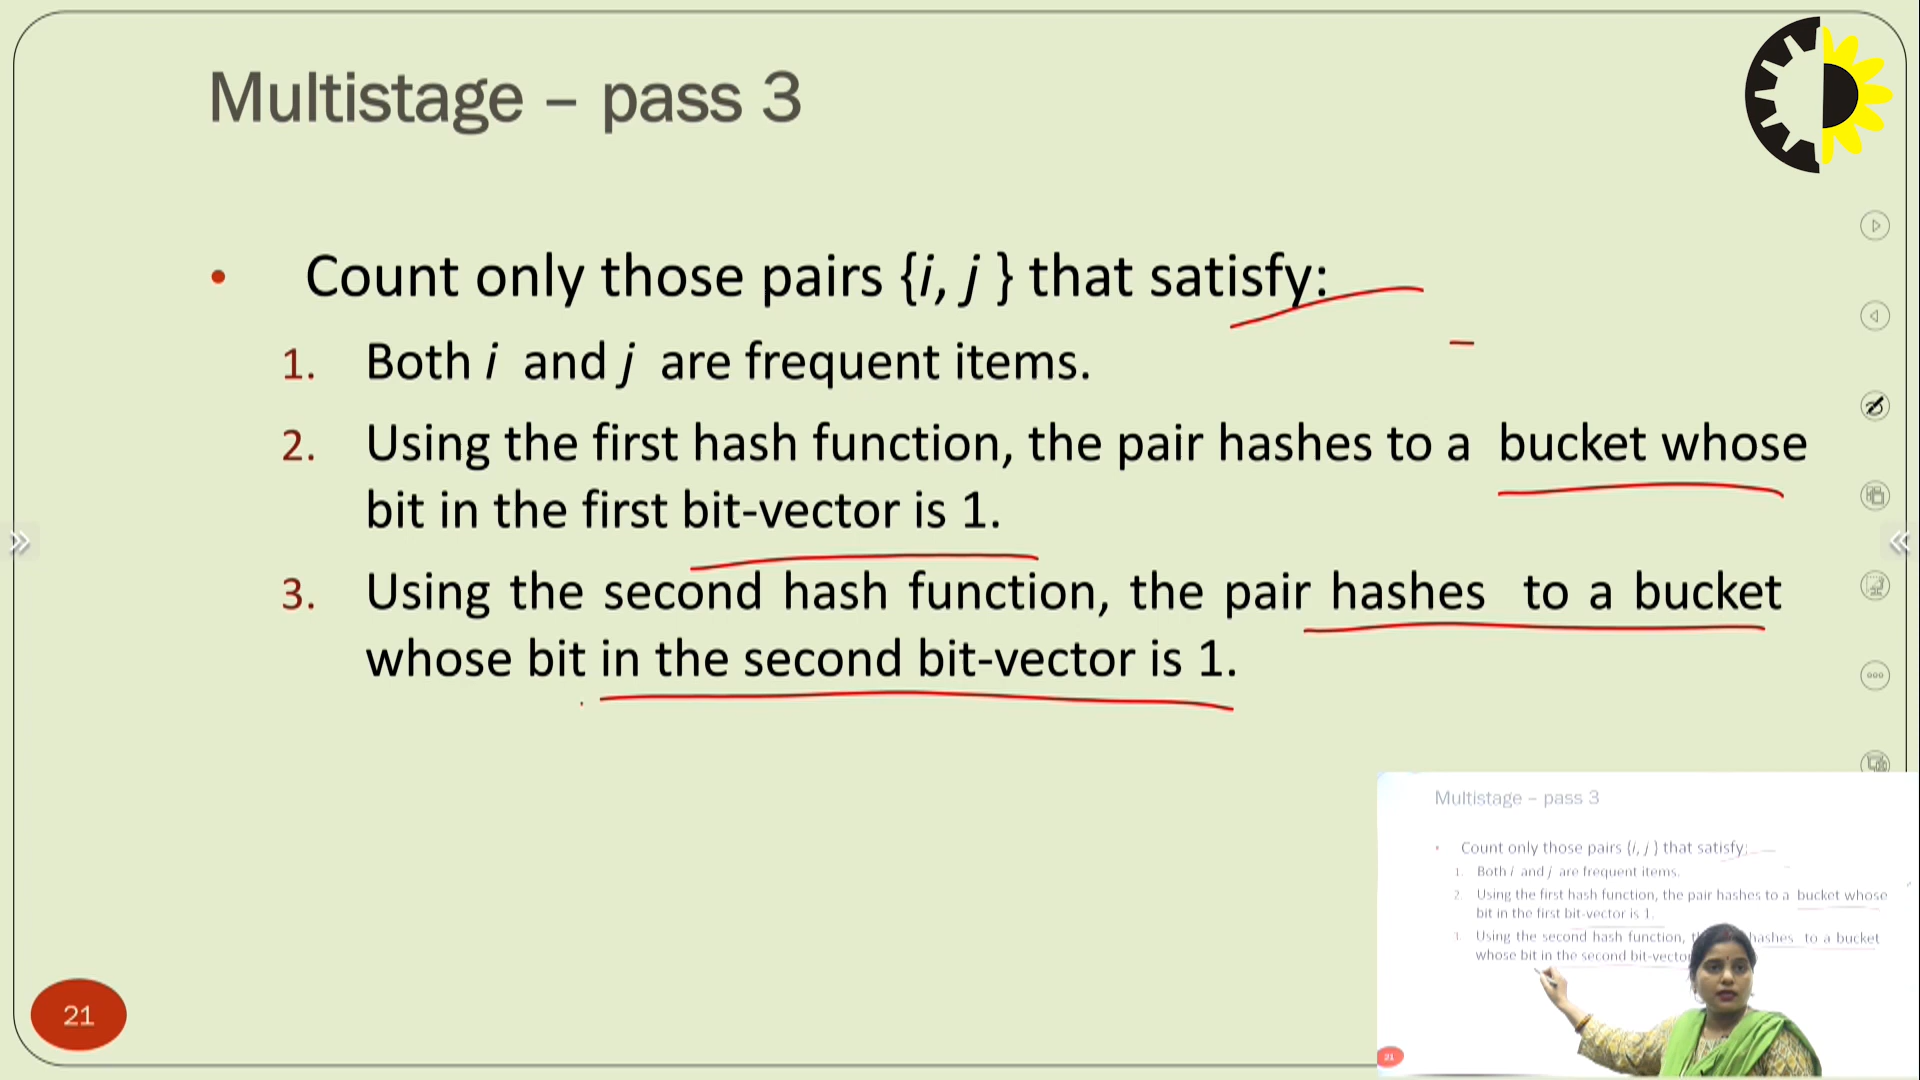 Multistage – pass 3
• Count only those pairs {i, j } that satisfy:
1. Both i and j are frequent items.
2. Using the first hash function, the pair hashes to a bucket whose
bit in the first bit-vector is 1.
3. Using the second hash function, the pair hashes to a bucket
whose bit in the second bit-vector is 1.
21
Multistage – pass 3
• Count only those pairs {i, j } that satisfy:
1. Both i and j are frequent items.
2. Using the first hash function, the pair hashes to a bucket whose
bit in the first bit-vector is 1.
Using the second hash function, hashes to a bucket
whose bit in the second bit-vector
21